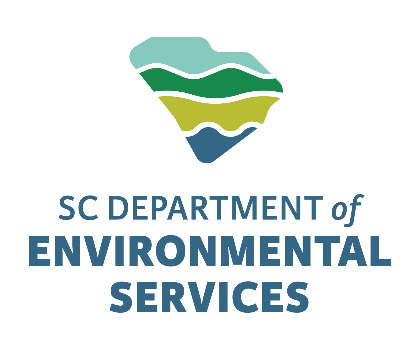 SC DEPARTMENT of
ENVIRONMENTAL
SERVICES